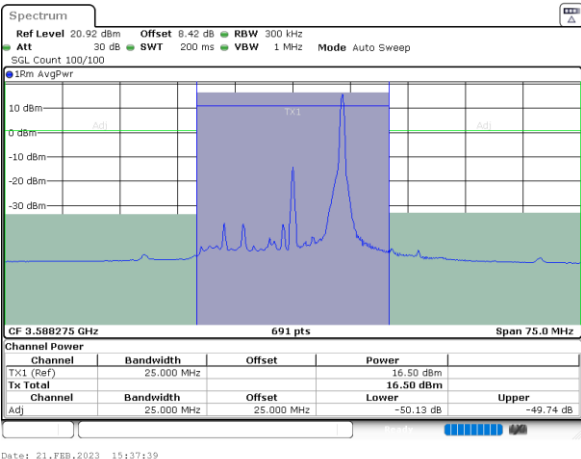 Spectrum
Ref Level 20.92 dBm Offset 8.42 dB RBW 300 kHz
Att 30 dB SWT 200 ms VBW 1 MHz Mode Auto Sweep
SGL Count 100/100
1Rm AvgPwr
10 dBm
TX1
Adj
Adj
0 dBm
-10 dBm
-20 dBm
-30 dBm
CF 3.588275 GHz 691 pts Span 75.0 MHz
Channel Power
Channel Bandwidth Offset Power
TX1 (Ref) 25.000 MHz 16.50 dBm
Tx Total 16.50 dBm
Channel Bandwidth Offset Lower Upper
Adj 25.000 MHz 25.000 MHz -50.13 dB -49.74 dB
Ready
Date: 21.FEB.2023 15:37:39